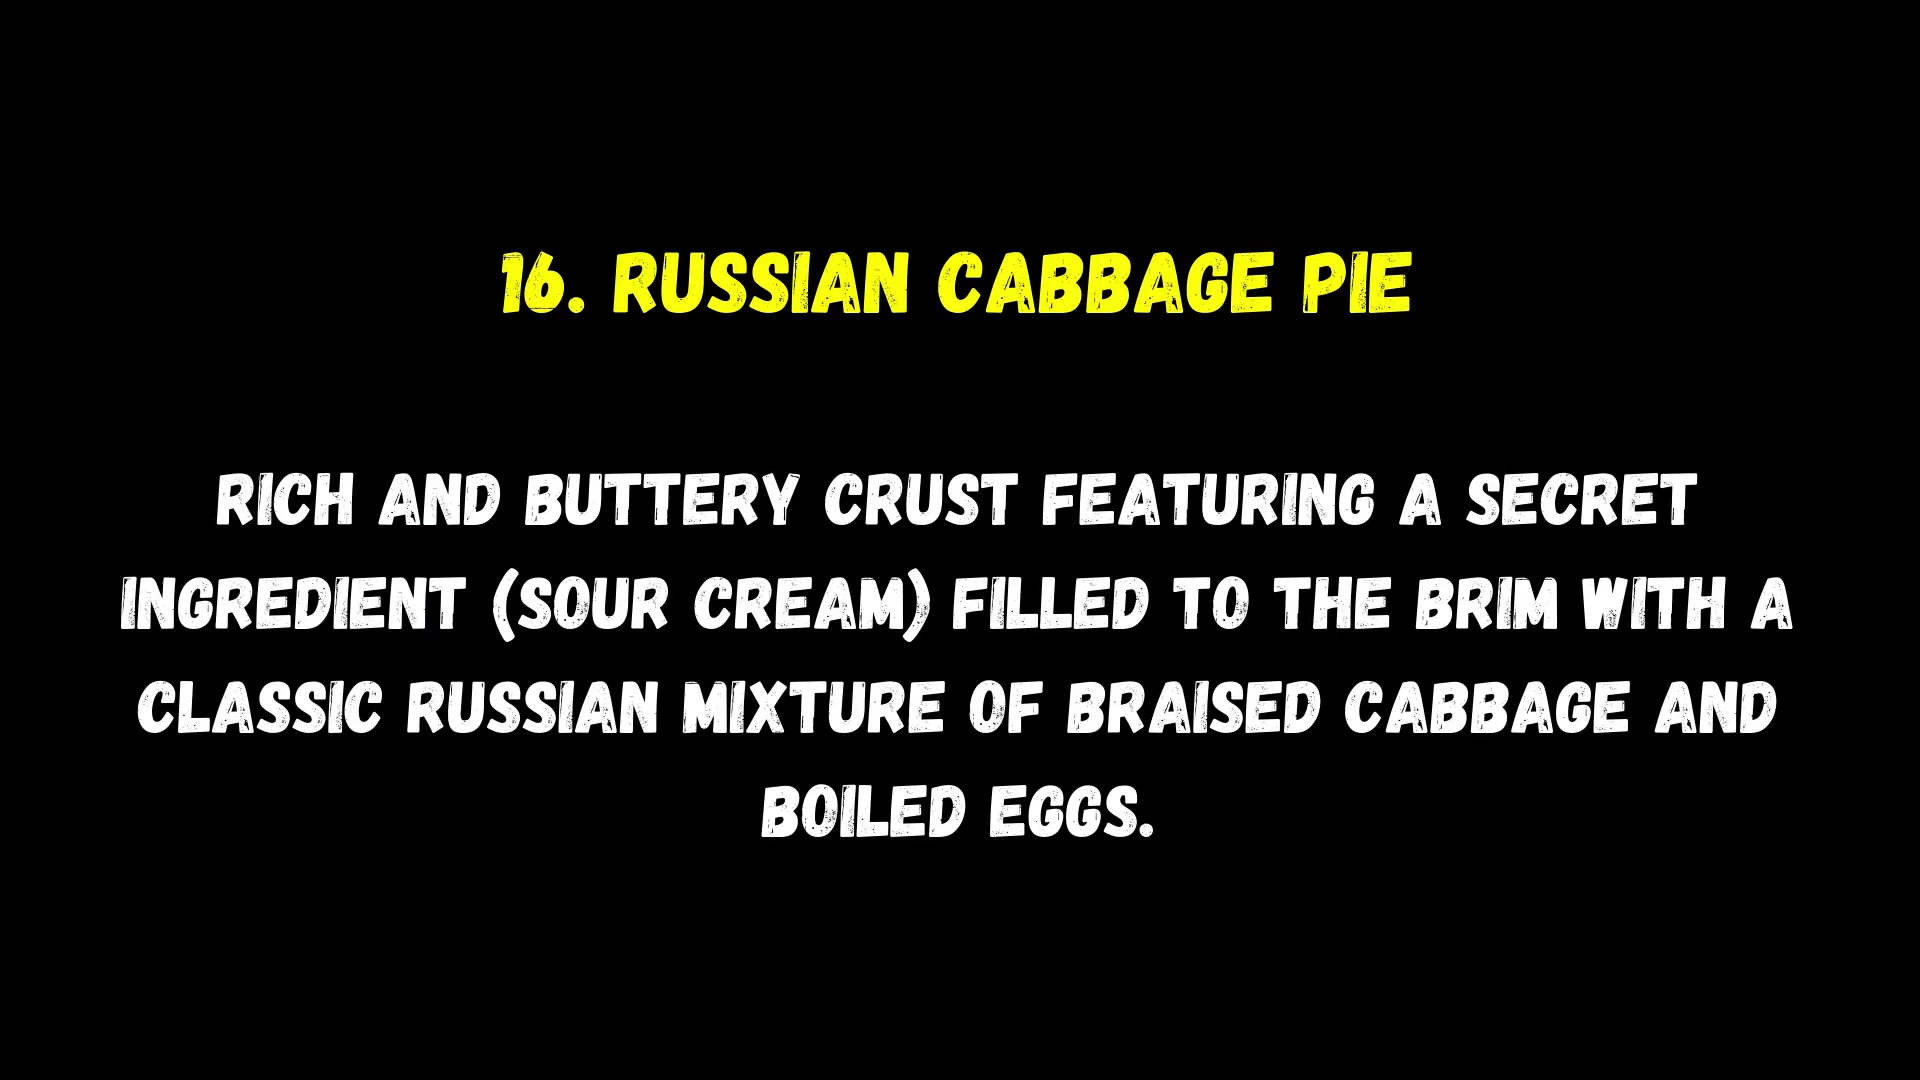 16. RUSSIAN CABBAGE PIE
RICH AND BUTTERY CRUST FEATURING A SECRET
INGREDIENT (SOUR CREAM) FILLED TO THE BRIM WITH A
CLASSIC RUSSIAN MIXTURE OF BRAISED CABBAGE AND
BOILED EGGS.